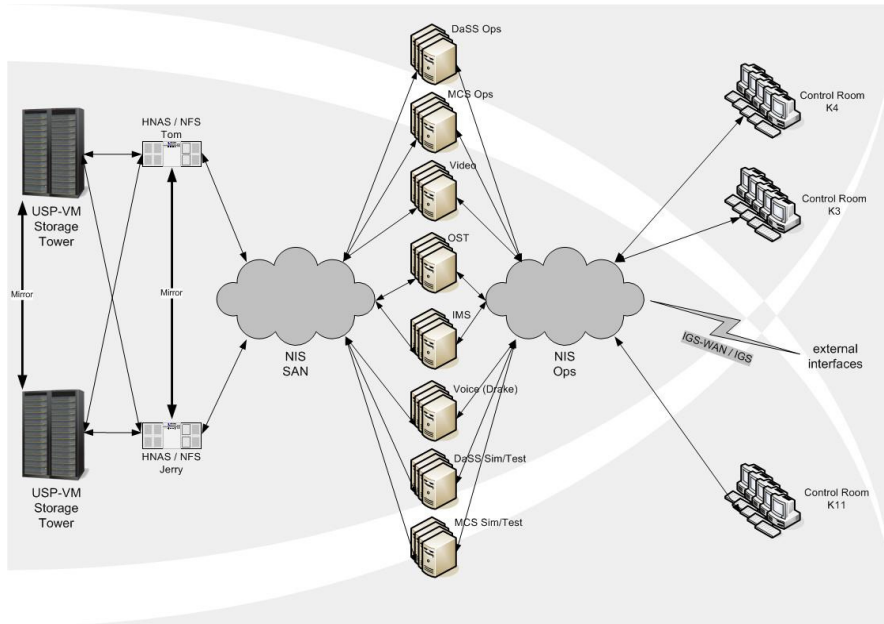 DaSS Ops
MCS Ops
Video
OST
IMS
Voice (Drake)
DaSS Sim/Test
MCS Sim/Test
HNAS / NFS
Tom
USP-VM
Storage
Tower
Mirror
Mirror
USP-VM
Storage
Tower
HNAS / NFS
Jerry
NIS
SAN
NIS
Ops
Control Room
K4
Control Room
K3
IGS-WAN / IGS
external
interfaces
Control Room
K11